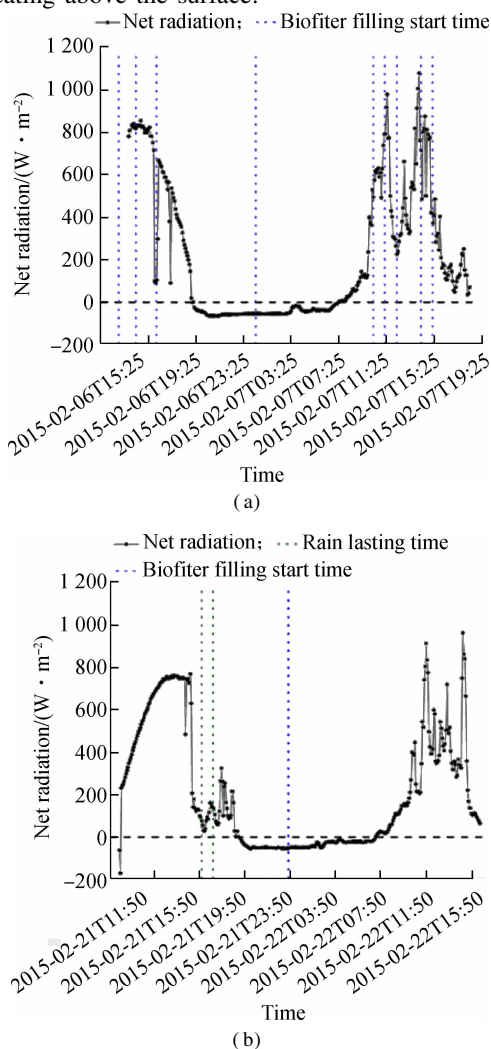 eating above the surface.
Net radiation; Biofiter filling start time
1 200
1 000
800
600
400
200
0
−200
Net radiation/(W · m−2)
2015-02-06T15:25
2015-02-06T19:25
2015-02-06T23:25
2015-02-07T03:25
2015-02-07T07:25
2015-02-07T11:25
2015-02-07T15:25
2015-02-07T19:25
Time
(a)
Net radiation; Rain lasting time
Biofiter filling start time
1 200
1 000
800
600
400
200
0
−200
Net radiation/(W · m−2)
2015-02-21T11:50
2015-02-21T15:50
2015-02-21T19:50
2015-02-21T23:50
2015-02-22T03:50
2015-02-22T07:50
2015-02-22T11:50
2015-02-22T15:50
Time
(b)